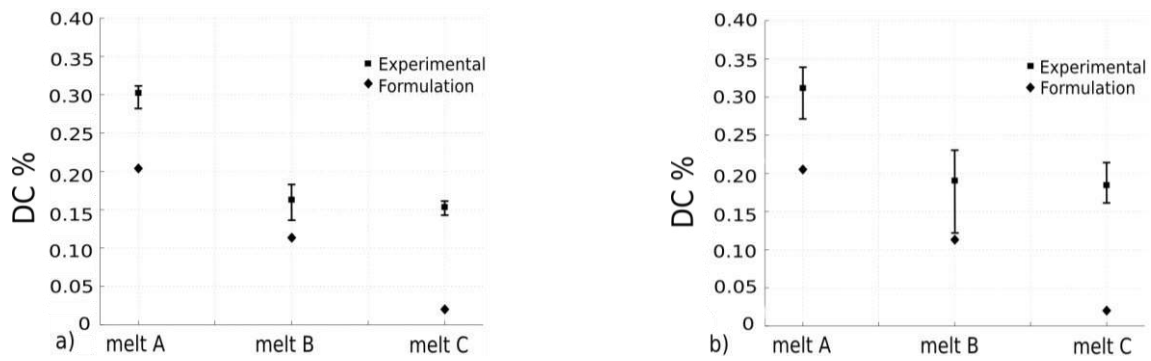 0.40
0.35
0.30
0.25
0.20
0.15
0.10
0.05
0
DC %
Experimental
Formulation
a) melt A melt B melt C
0.40
0.35
0.30
0.25
0.20
0.15
0.10
0.05
0
DC %
Experimental
Formulation
b) melt A melt B melt C